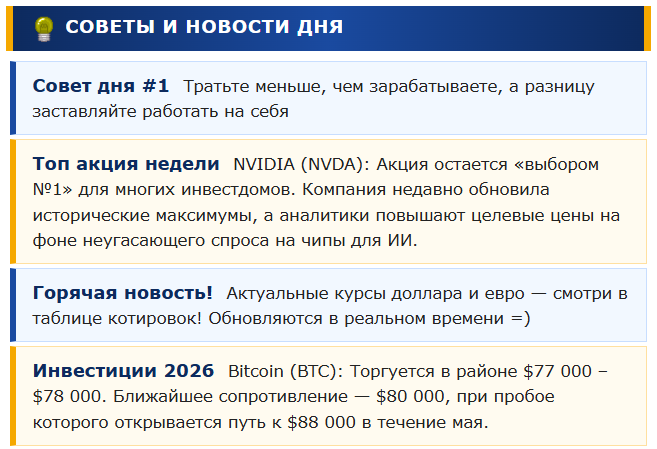 СОВЕТЫ И НОВОСТИ ДНЯ
Совет дня #1 Тратьте меньше, чем зарабатываете, а разницу
заставляйте работать на себя
Топ акция недели NVIDIA (NVDA): Акция остается «выбором
№1» для многих инвестдомов. Компания недавно обновила
исторические максимумы, а аналитики повышают целевые цены на
фоне неугасающего спроса на чипы для ИИ.
Горячая новость! Актуальные курсы доллара и евро — смотри в
таблице котировок! Обновляются в реальном времени =)
Инвестиции 2026 Bitcoin (BTC): Торгуется в районе $77 000 –
$78 000. Ближайшее сопротивление — $80 000, при пробое
которого открывается путь к $88 000 в течение мая.